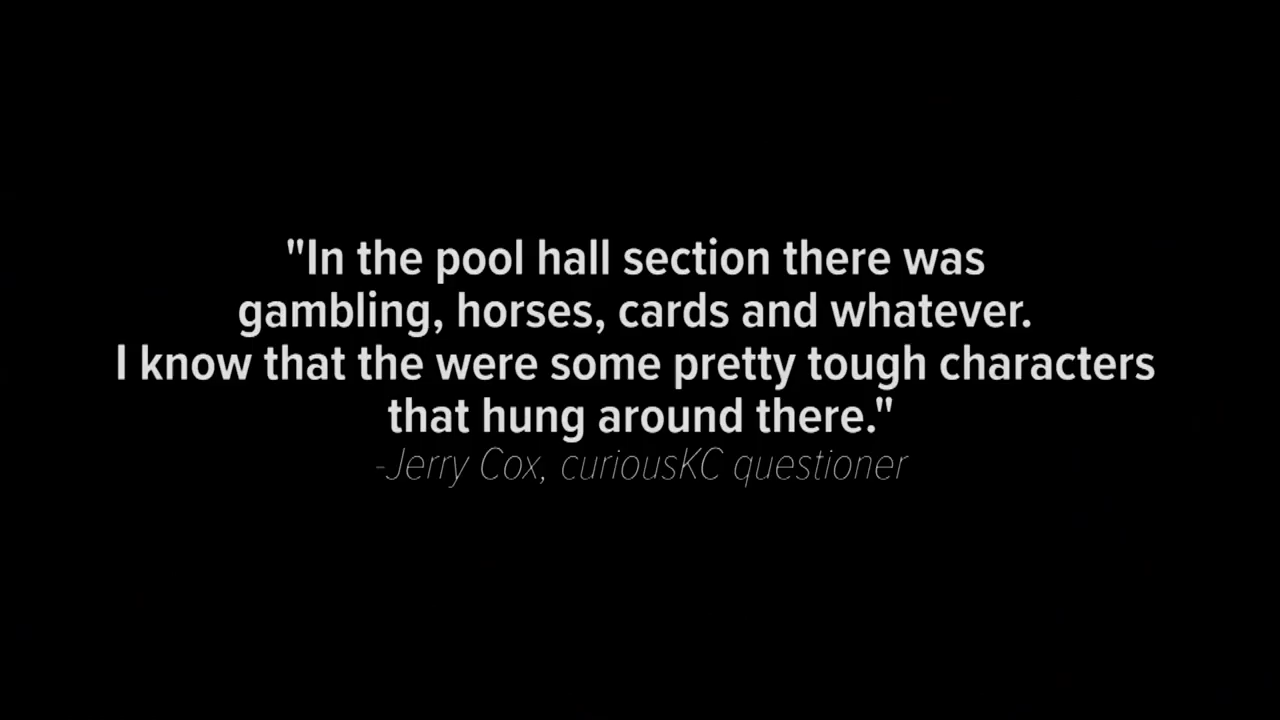 "In the pool hall section there was
gambling, horses, cards and whatever.
I know that the were some pretty tough characters
that hung around there."
-Jerry Cox, curiousKC questioner